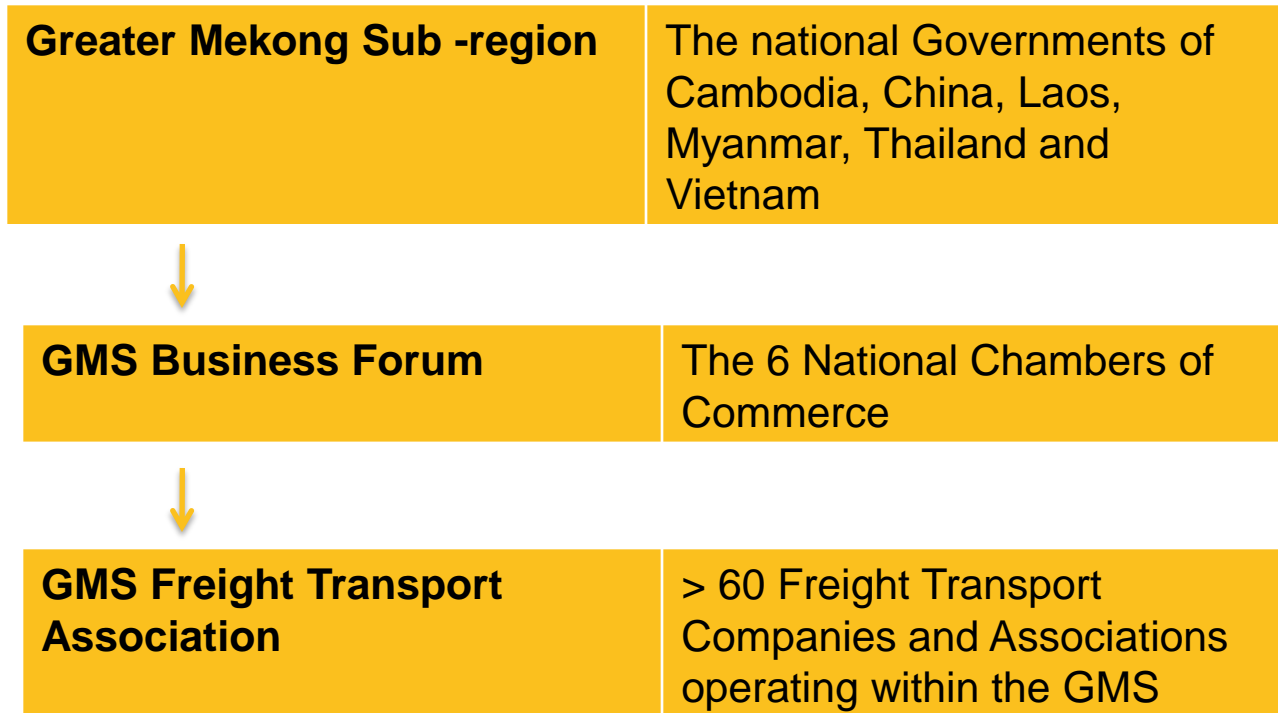 Greater Mekong Sub -region
The national Governments of
Cambodia, China, Laos,
Myanmar, Thailand and
Vietnam
GMS Business Forum
The 6 National Chambers of
Commerce
GMS Freight Transport
Association
> 60 Freight Transport
Companies and Associations
operating within the GMS